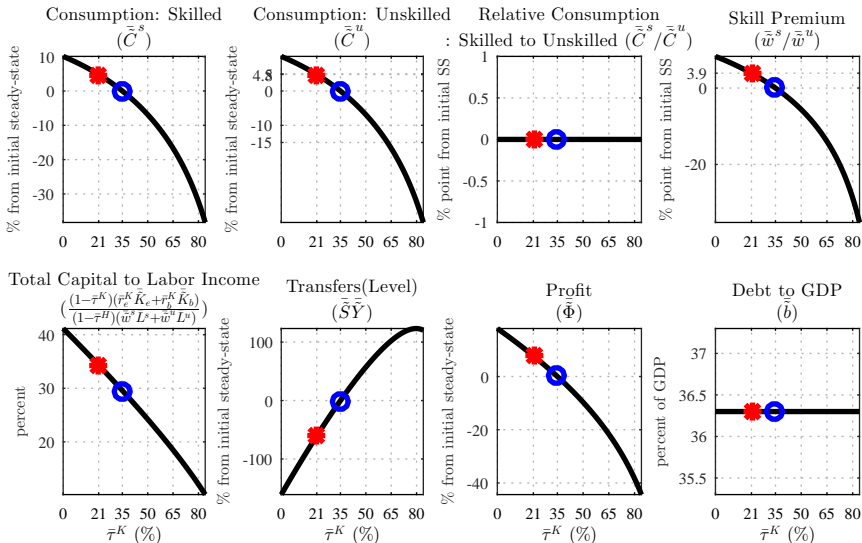 Consumption: Skilled
(C̃̄ˢ)
% from initial steady-state
10
0
-10
-20
-30
0 21 35 50 65 80
Consumption: Unskilled
(C̃̄ᵘ)
% from initial steady-state
0
-10
-15
0 21 35 50 65 80
Relative Consumption
: Skilled to Unskilled (C̃̄ˢ/C̃̄ᵘ)
% point from initial SS
1
0.5
0
-0.5
-1
0 21 35 50 65 80
Skill Premium
(w̃̄ˢ/w̃̄ᵘ)
% point from initial SS
3.9
0
-20
0 21 35 50 65 80
Total Capital to Labor Income
((1−τ̄ᴷ)(r̄ₑᴷK̃̄ₑ+r̄_bᴷK̃̄_b)/(1−τ̄ᴴ)(w̃̄ˢL̄ˢ+w̃̄ᵘL̄ᵘ))
percent
40
30
20
0 21 35 50 65 80
τ̄ᴷ (%)
Transfers(Level)
(S̃̄Ỹ̄)
% from initial steady-state
100
0
-100
0 21 35 50 65 80
τ̄ᴷ (%)
Profit
(Φ̃̄)
% from initial steady-state
0
-20
-40
0 21 35 50 65 80
τ̄ᴷ (%)
Debt to GDP
(b̃̄)
percent of GDP
37
36.5
36
35.5
0 21 35 50 65 80
τ̄ᴷ (%)